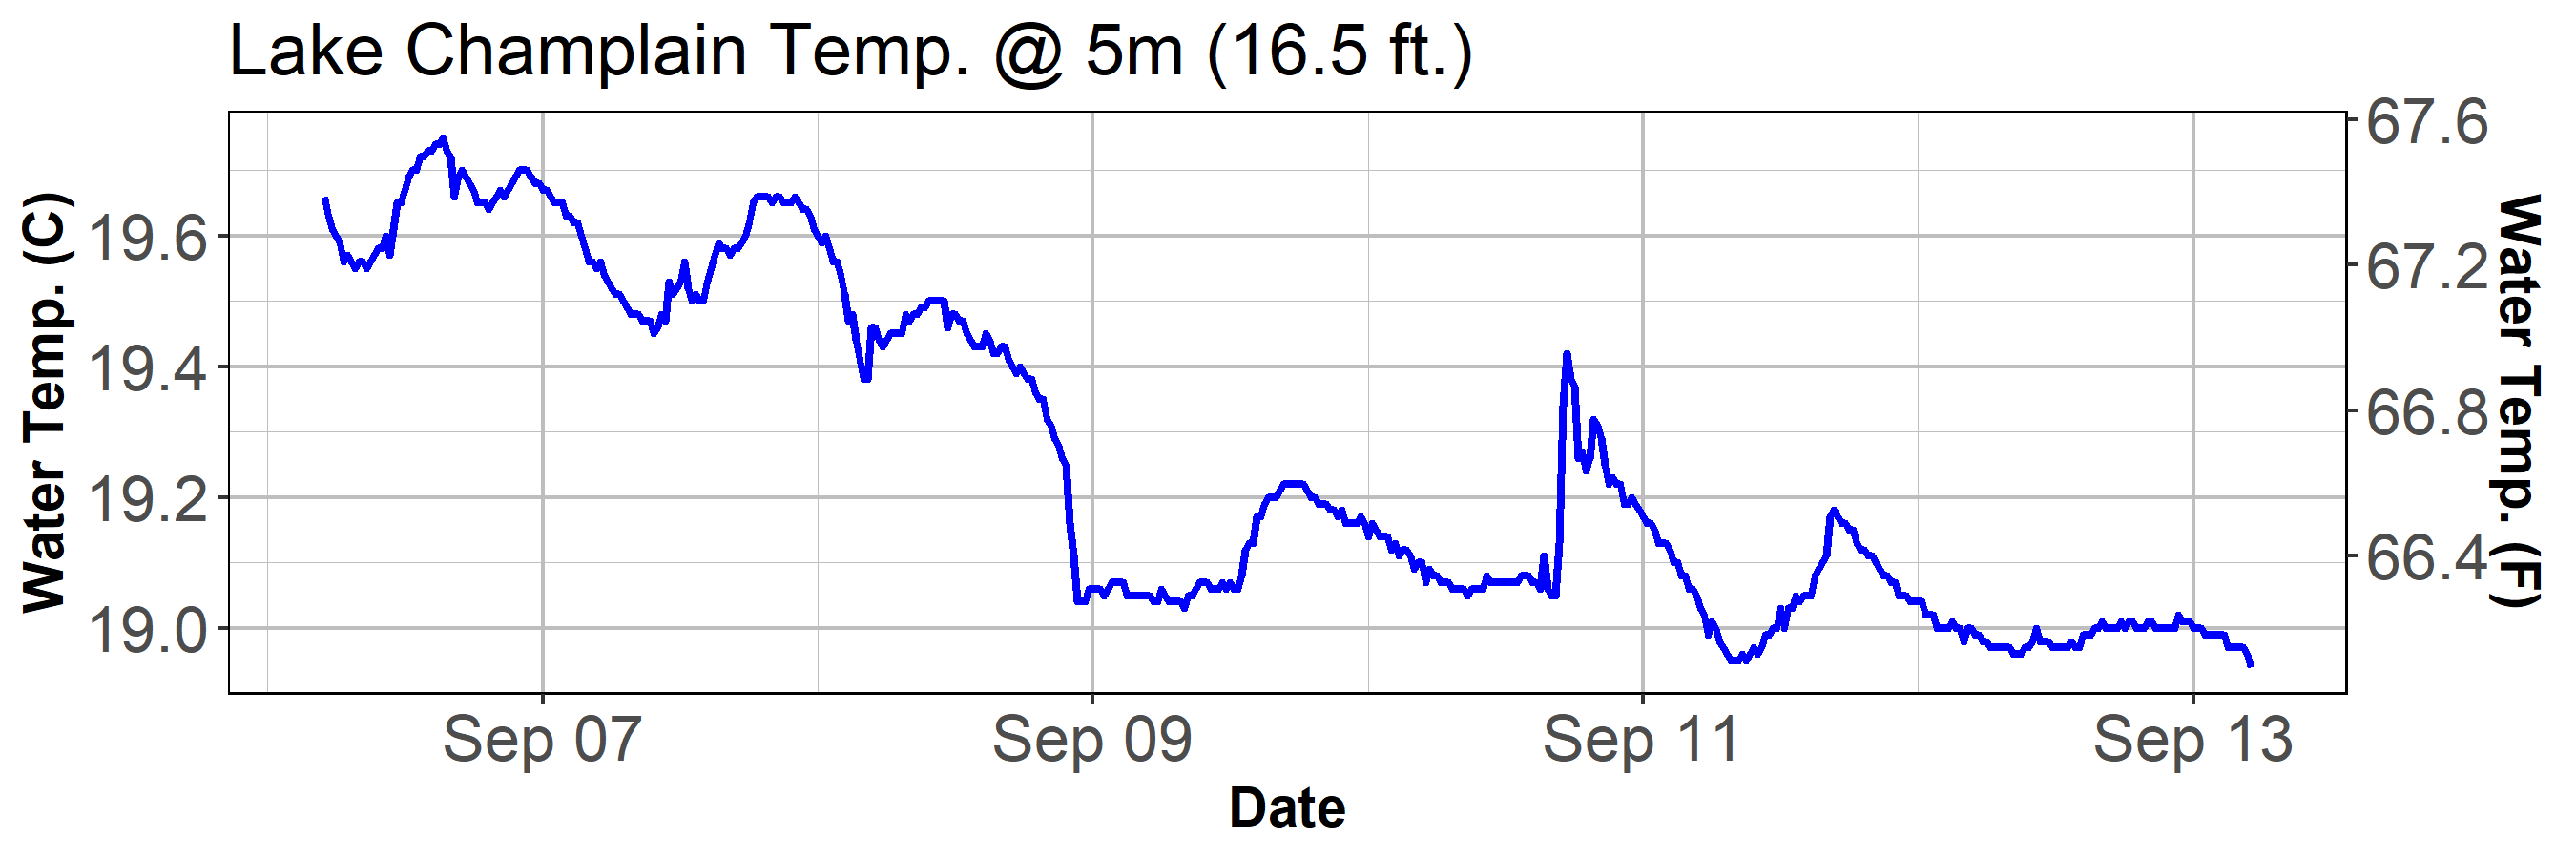 Lake Champlain Temp. @ 5m (16.5 ft.)
Water Temp. (C)
19.6
19.4
19.2
19.0
67.6
67.2
66.8
66.4
Water Temp. (F)
Sep 07
Sep 09
Sep 11
Sep 13
Date